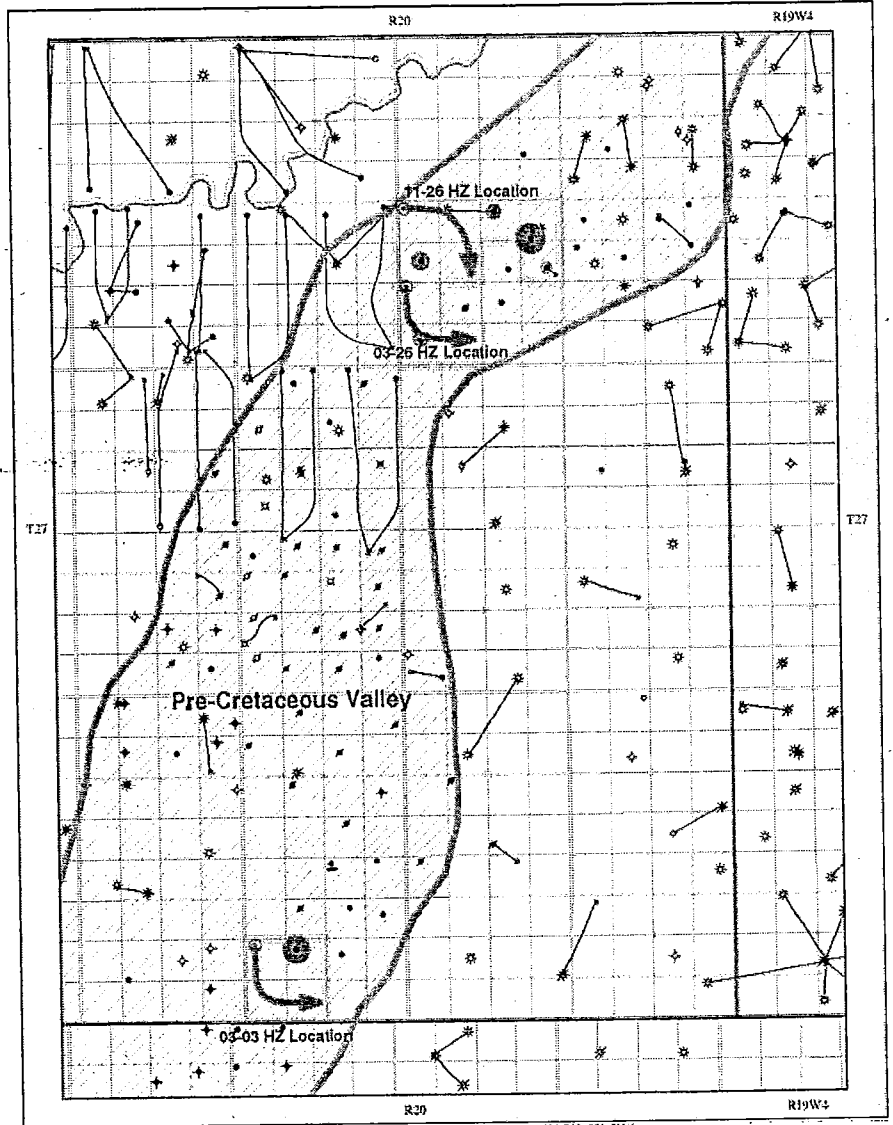 R20
R19W4
11-26 HZ Location
03-26 HZ Location
T27
T27
Pre-Cretaceous Valley
03-03 HZ Location
R20
R19W4